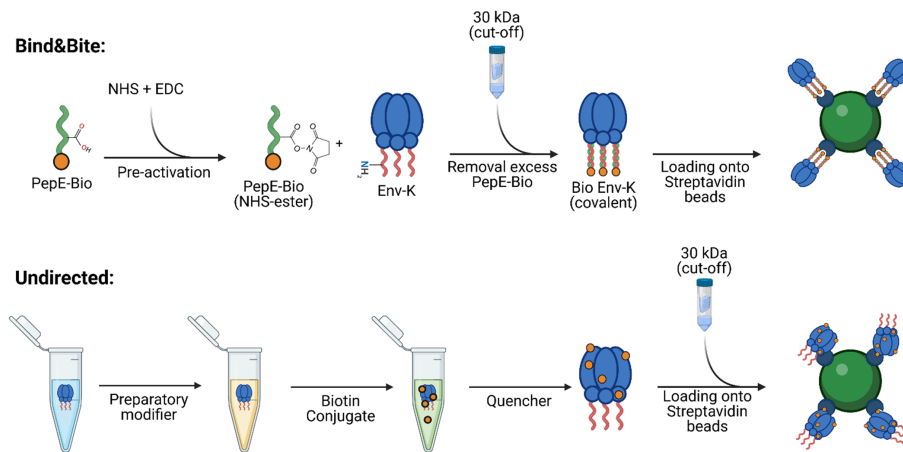 Bind&Bite:
30 kDa
(cut-off)
NHS + EDC
O
OH
Pre-activation
PepE-Bio
O
O
N
O
O
PepE-Bio
(NHS-ester)
+
H₂N
Env-K
Removal excess
PepE-Bio
Bio Env-K
(covalent)
Loading onto
Streptavidin
beads
Undirected:
30 kDa
(cut-off)
Preparatory
modifier
Biotin
Conjugate
Quencher
Loading onto
Streptavidin
beads